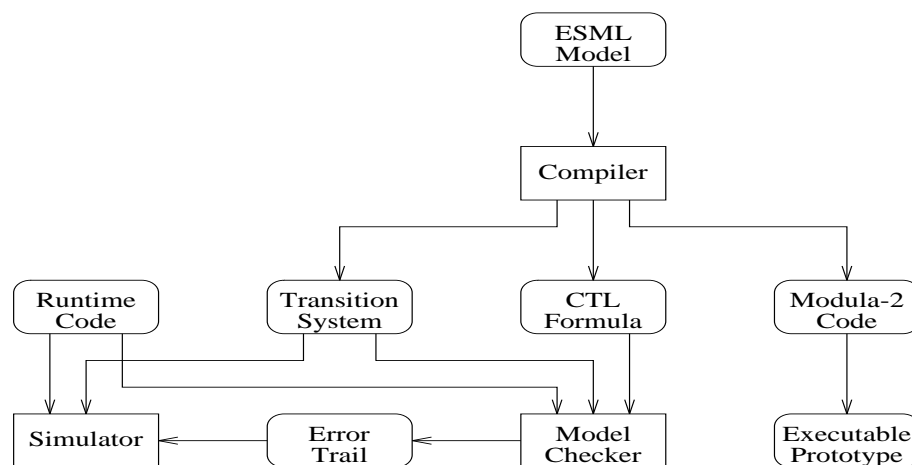 ESML
Model
Compiler
Runtime
Code
Transition
System
CTL
Formula
Modula-2
Code
Simulator
Error
Trail
Model
Checker
Executable
Prototype